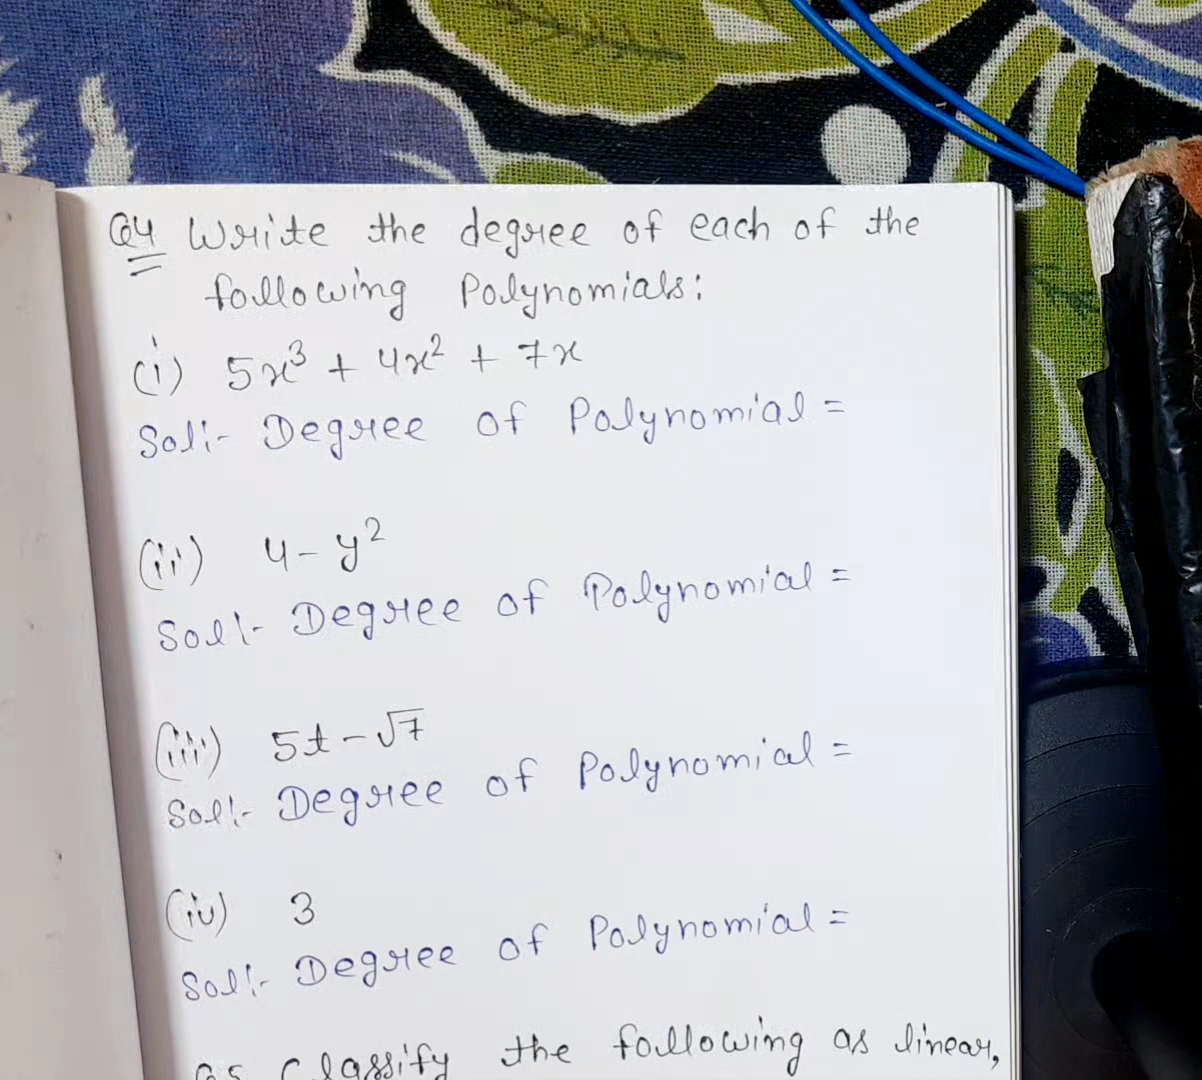 Q4 Write the degree of each of the
following Polynomials:
(i) 5x³ + 4x² + 7x
Sol:- Degree of Polynomial =
(ii) 4 - y²
Sol:- Degree of Polynomial =
(iii) 5t - √7
Sol:- Degree of Polynomial =
(iv) 3
Sol:- Degree of Polynomial =
Q5 Classify the following as linear,